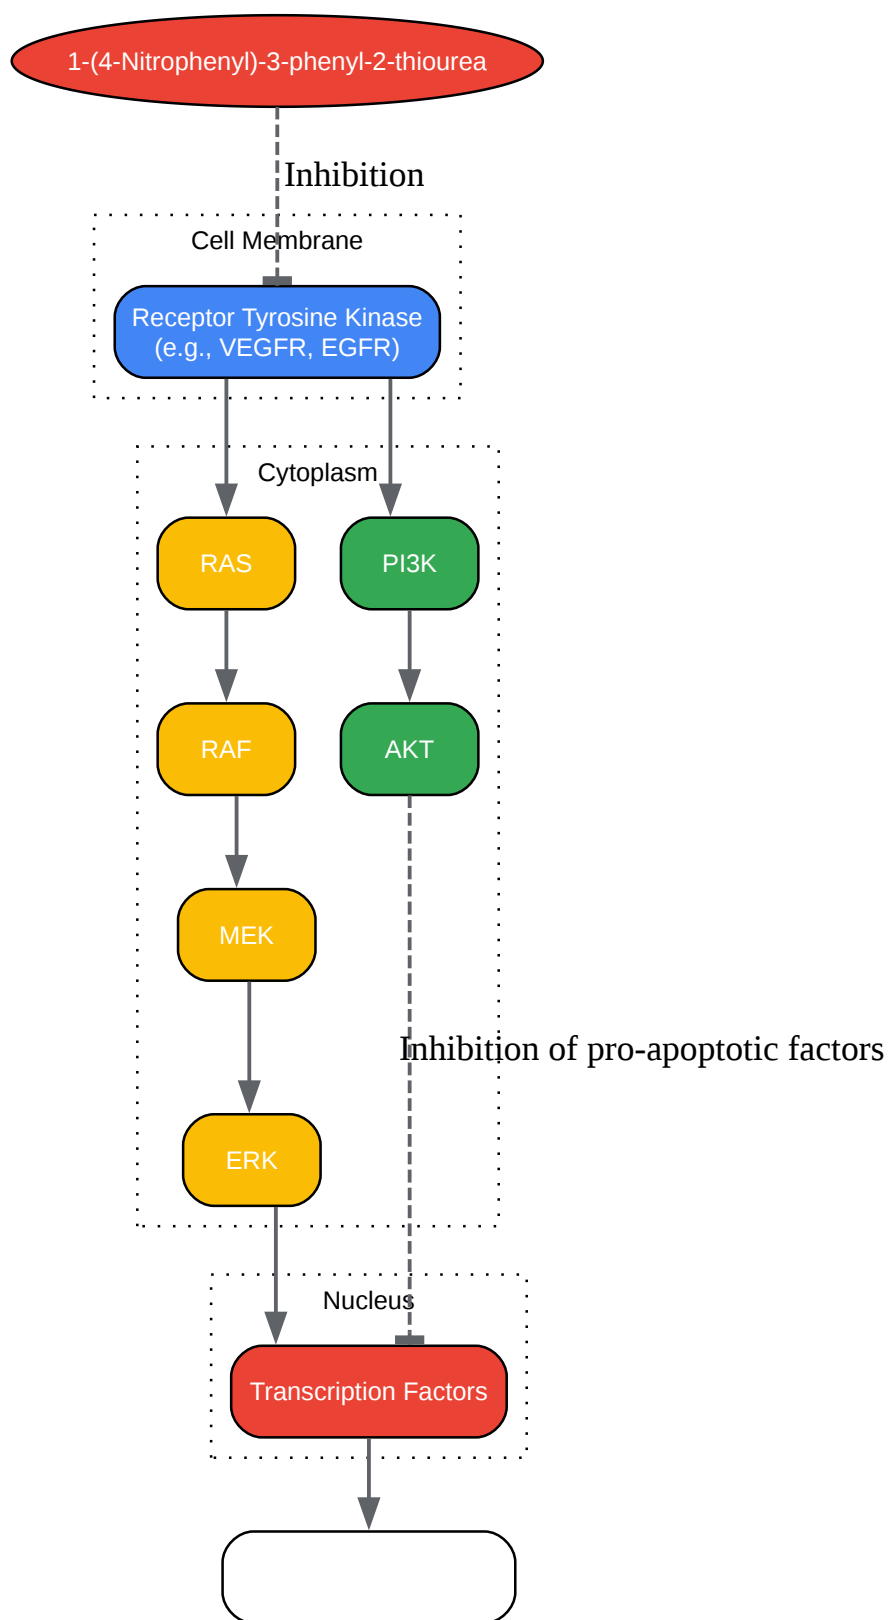 1-(4-Nitrophenyl)-3-phenyl-2-thiourea
Inhibition
Cell Membrane
Receptor Tyrosine Kinase
(e.g., VEGFR, EGFR)
Cytoplasm
RAS
PI3K
RAF
AKT
MEK
Inhibition of pro-apoptotic factors
ERK
Nucleus
Transcription Factors